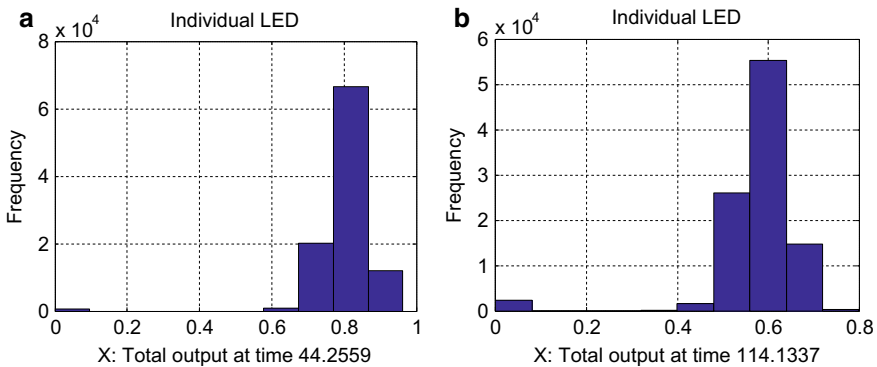 a
Individual LED
x 10^4
8
6
4
2
0
0 0.2 0.4 0.6 0.8 1
Frequency
X: Total output at time 44.2559
b
Individual LED
x 10^4
6
5
4
3
2
1
0
0 0.2 0.4 0.6 0.8
Frequency
X: Total output at time 114.1337